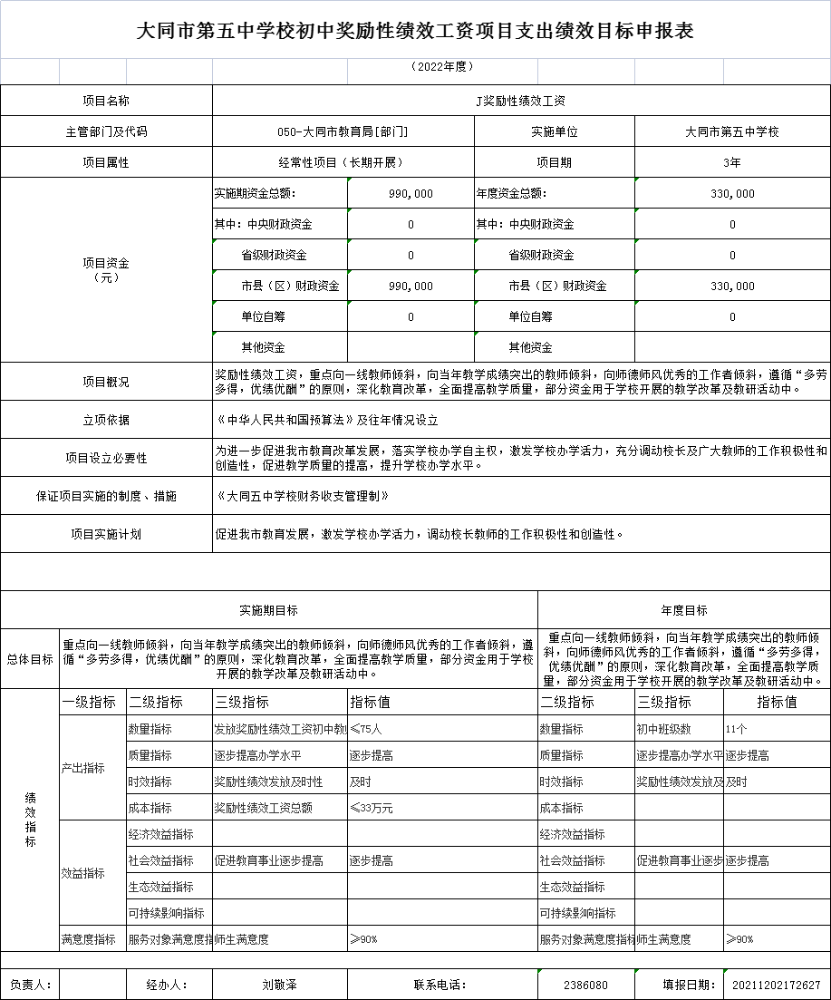 大同市第五中学校初中奖励性绩效工资项目支出绩效目标申报表
（2022年度）
项目名称 J奖励性绩效工资
主管部门及代码 050-大同市教育局[部门] 实施单位 大同市第五中学校
项目属性 经常性项目（长期开展） 项目期 3年
项目资金
（元）
实施期资金总额： 990,000 年度资金总额： 330,000
其中：中央财政资金 0 其中：中央财政资金 0
省级财政资金 0 省级财政资金 0
市县（区）财政资金 990,000 市县（区）财政资金 330,000
单位自筹 0 单位自筹 0
其他资金 其他资金
项目概况
奖励性绩效工资，重点向一线教师倾斜，向当年教学成绩突出的教师倾斜，向师德师风优秀的工作者倾斜，遵循“多劳
多得，优绩优酬”的原则，深化教育改革，全面提高教学质量，部分资金用于学校开展的教学改革及教研活动中。
立项依据 《中华人民共和国预算法》及往年情况设立
项目设立必要性
为进一步促进我市教育改革发展，落实学校办学自主权，激发学校办学活力，充分调动校长及广大教师的工作积极性和
创造性，促进教学质量的提高，提升学校办学水平。
保证项目实施的制度、措施 《大同五中学校财务收支管理制》
项目实施计划 促进我市教育发展，激发学校办学活力，调动校长教师的工作积极性和创造性。
实施期目标 年度目标
总体目标
重点向一线教师倾斜，向当年教学成绩突出的教师倾斜，向师德师风优秀的工作者倾斜，遵
循“多劳多得，优绩优酬”的原则，深化教育改革，全面提高教学质量，部分资金用于学校
开展的教学改革及教研活动中。
重点向一线教师倾斜，向当年教学成绩突出的教师倾
斜，向师德师风优秀的工作者倾斜，遵循“多劳多得，
优绩优酬”的原则，深化教育改革，全面提高教学质
量，部分资金用于学校开展的教学改革及教研活动中。
绩效指标
一级指标 二级指标 三级指标 指标值 二级指标 三级指标 指标值
产出指标
数量指标 发放奖励性绩效工资初中教 ≤75人 数量指标 初中班级数 11个
质量指标 逐步提高办学水平 逐步提高 质量指标 逐步提高办学水平 逐步提高
时效指标 奖励性绩效发放及时性 及时 时效指标 奖励性绩效发放及 及时
成本指标 奖励性绩效工资总额 ≤33万元 成本指标
效益指标
经济效益指标 经济效益指标
社会效益指标 促进教育事业逐步提高 逐步提高 社会效益指标 促进教育事业逐步 逐步提高
生态效益指标 生态效益指标
可持续影响指标 可持续影响指标
满意度指标 服务对象满意度指 师生满意度 ≥90% 服务对象满意度指标 师生满意度 ≥90%
负责人： 经办人： 刘敬泽 联系电话： 2386080 填报日期： 20211202172627